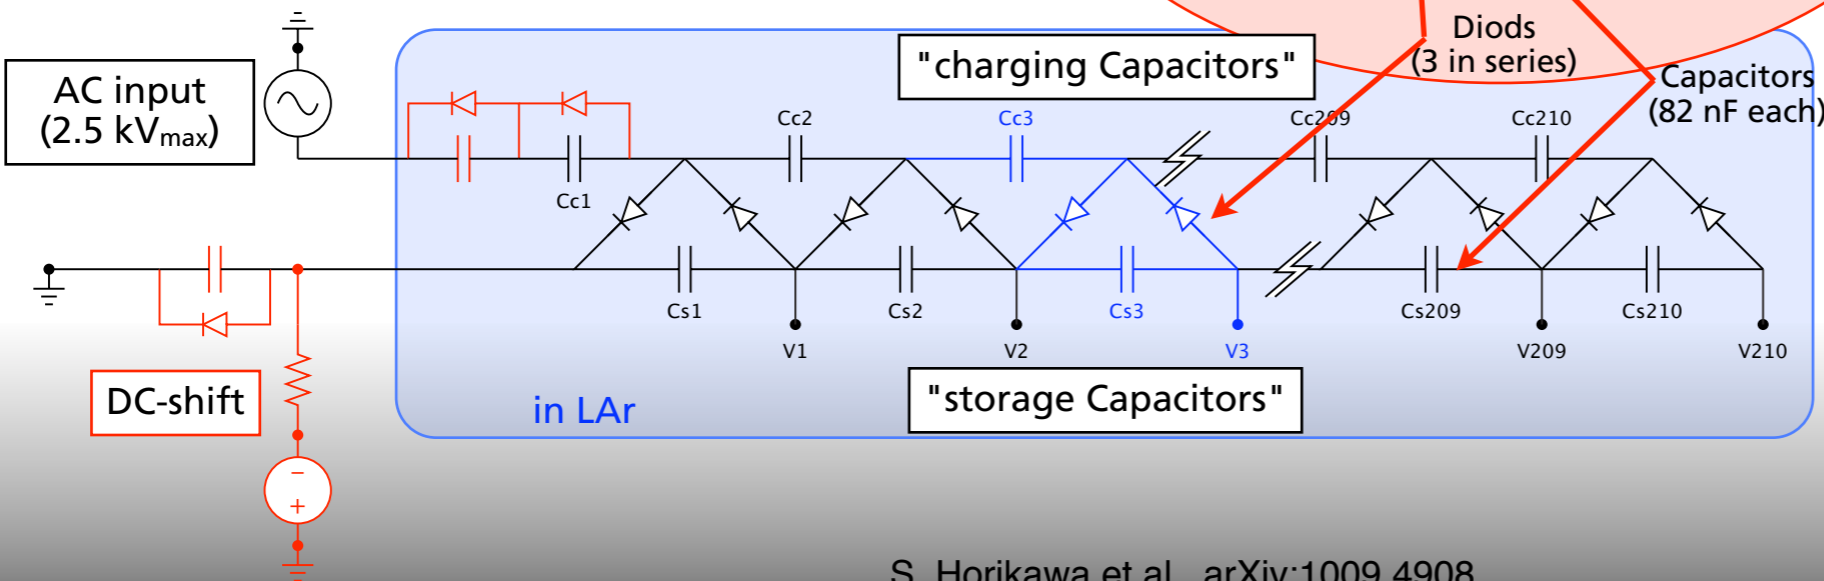 Diods
(3 in series)
"charging Capacitors"
AC input
(2.5 kVmax)
Capacitors
(82 nF each)
Cc2
Cc3
Cc209
Cc210
Cc1
Cs1
Cs2
Cs3
Cs209
Cs210
V1
V2
V3
V209
V210
DC-shift
"storage Capacitors"
in LAr
−
+
S. Horikawa et al., arXiv:1009.4908